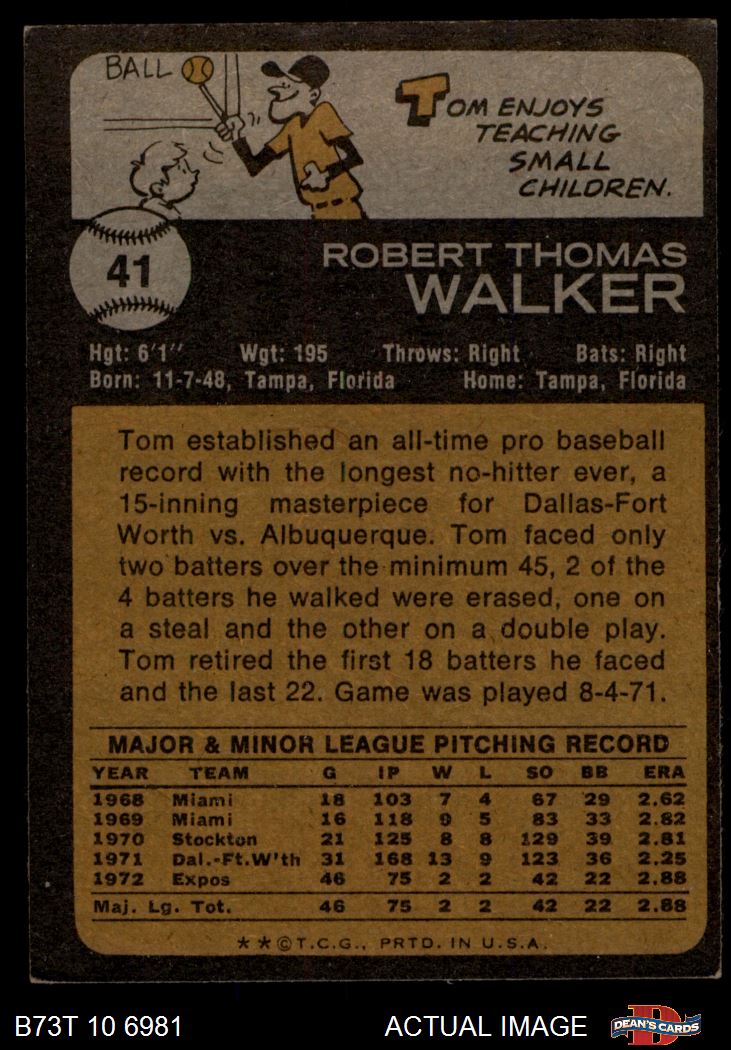 BALL
TOM ENJOYS
TEACHING
SMALL
CHILDREN.
41
ROBERT THOMAS
WALKER
Hgt: 6'1" Wgt: 195 Throws: Right Bats: Right
Born: 11-7-48, Tampa, Florida Home: Tampa, Florida
Tom established an all-time pro baseball
record with the longest no-hitter ever, a
15-inning masterpiece for Dallas-Fort
Worth vs. Albuquerque. Tom faced only
two batters over the minimum 45, 2 of the
4 batters he walked were erased, one on
a steal and the other on a double play.
Tom retired the first 18 batters he faced
and the last 22. Game was played 8-4-71.
MAJOR & MINOR LEAGUE PITCHING RECORD
YEAR TEAM G IP W L SO BB ERA
1968 Miami 18 103 7 4 67 29 2.62
1969 Miami 16 118 9 5 83 33 2.82
1970 Stockton 21 125 8 8 129 39 2.81
1971 Dal.-Ft.W'th 31 168 13 9 123 36 2.25
1972 Expos 46 75 2 2 42 22 2.88
Maj. Lg. Tot. 46 75 2 2 42 22 2.88
★★©T.C.G., PRTD. IN U.S.A.
B73T 10 6981 ACTUAL IMAGE
D
DEAN'S CARDS